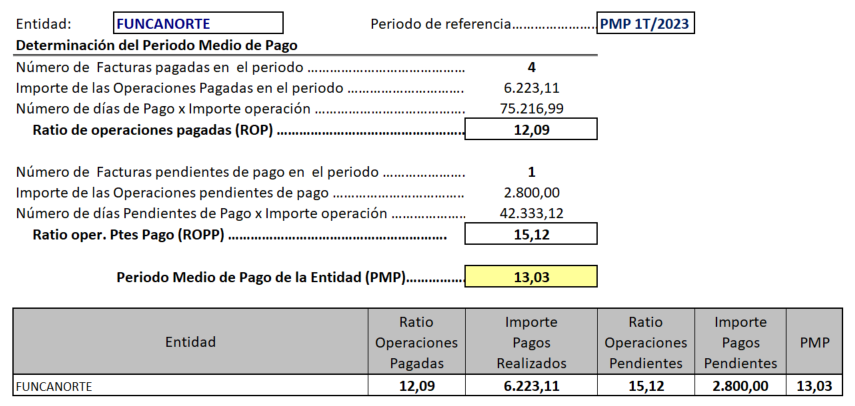 Entidad: FUNCANORTE Periodo de referencia........................ PMP 1T/2023
Determinación del Periodo Medio de Pago
Número de Facturas pagadas en el periodo ........................................ 4
Importe de las Operaciones Pagadas en el periodo .............................. 6.223,11
Número de días de Pago x Importe operación ...................................... 75.216,99
Ratio de operaciones pagadas (ROP) ................................................ 12,09
Número de Facturas pendientes de pago en el periodo ..................... 1
Importe de las Operaciones pendientes de pago .................................. 2.800,00
Número de días Pendientes de Pago x Importe operación .................... 42.333,12
Ratio oper. Ptes Pago (ROPP) ....................................................... 15,12
Periodo Medio de Pago de la Entidad (PMP)............... 13,03
Entidad Ratio Operaciones Pagadas Importe Pagos Realizados Ratio Operaciones Pendientes Importe Pagos Pendientes PMP
FUNCANORTE 12,09 6.223,11 15,12 2.800,00 13,03